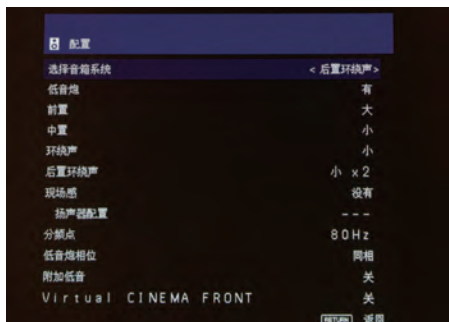 配置
选择音箱系统 <后置环绕声>
低音炮 有
前置 大
中置 小
环绕声 小
后置环绕声 小 x2
现场感 没有
扬声器配置 ---
分频点 80Hz
低音炮相位 同相
附加低音 关
Virtual CINEMA FRONT 关
RETURN 返回